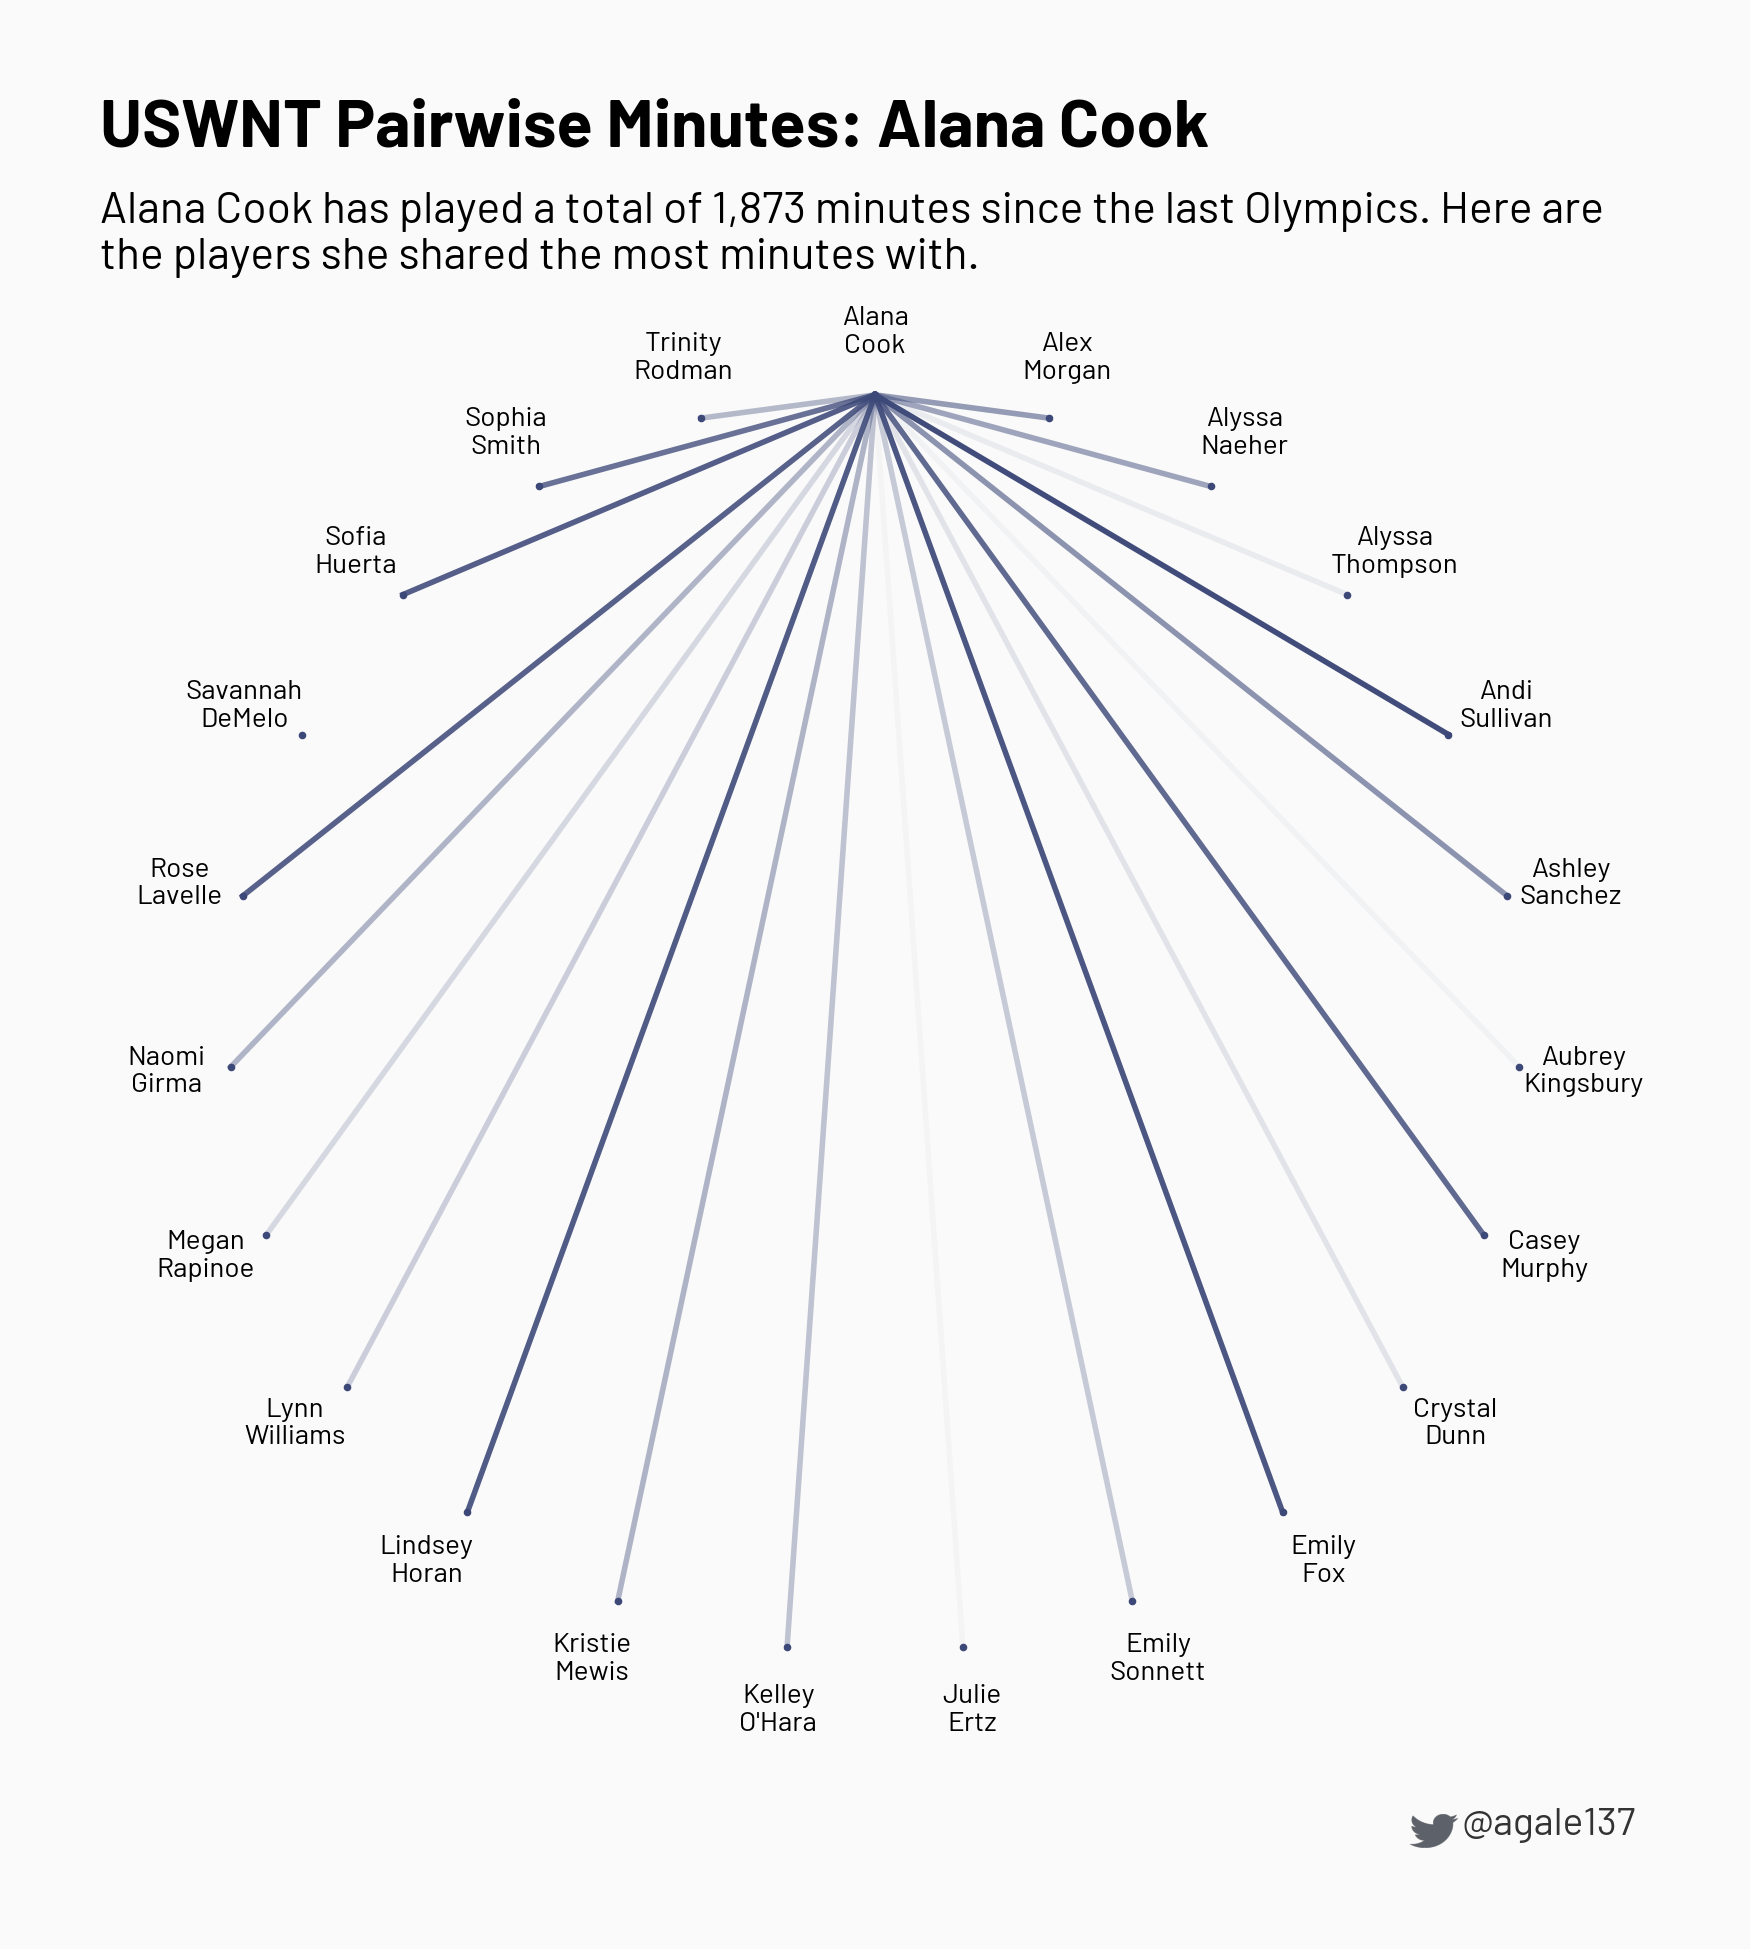 USWNT Pairwise Minutes: Alana Cook
Alana Cook has played a total of 1,873 minutes since the last Olympics. Here are
the players she shared the most minutes with.
Alana
Cook
Trinity
Rodman
Alex
Morgan
Sophia
Smith
Alyssa
Naeher
Sofia
Huerta
Alyssa
Thompson
Savannah
DeMelo
Andi
Sullivan
Rose
Lavelle
Ashley
Sanchez
Naomi
Girma
Aubrey
Kingsbury
Megan
Rapinoe
Casey
Murphy
Lynn
Williams
Crystal
Dunn
Lindsey
Horan
Emily
Fox
Kristie
Mewis
Emily
Sonnett
Kelley
O'Hara
Julie
Ertz
@agale137